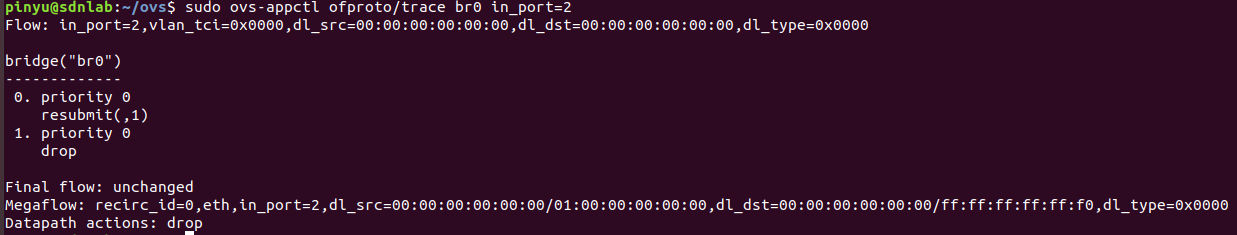 pinyu@sdnlab:~/ovs$ sudo ovs-appctl ofproto/trace br0 in_port=2
Flow: in_port=2,vlan_tci=0x0000,dl_src=00:00:00:00:00:00,dl_dst=00:00:00:00:00:00,dl_type=0x0000

bridge("br0")
-------------
 0. priority 0
    resubmit(,1)
 1. priority 0
    drop

Final flow: unchanged
Megaflow: recirc_id=0,eth,in_port=2,dl_src=00:00:00:00:00:00/01:00:00:00:00:00,dl_dst=00:00:00:00:00:00/ff:ff:ff:ff:ff:f0,dl_type=0x0000
Datapath actions: drop